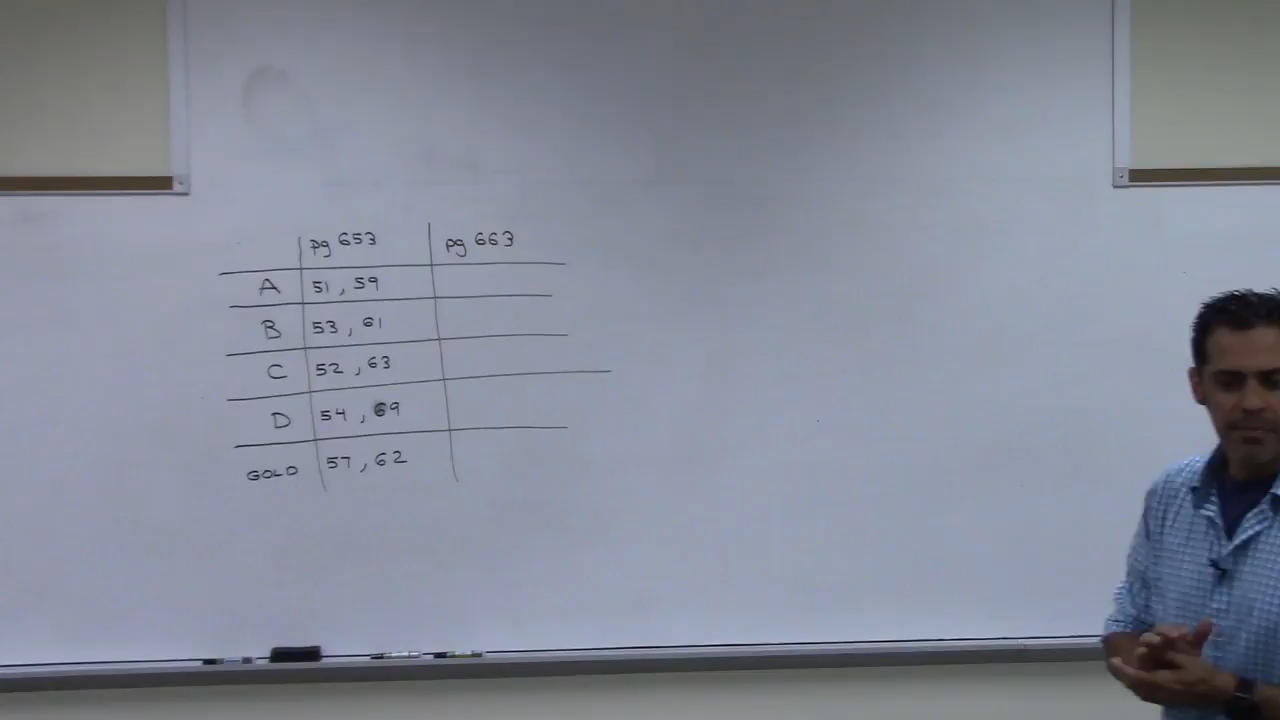 pg 653 pg 663
A 51, 59
B 53, 61
C 52, 63
D 54, 69
GOLD 57, 62